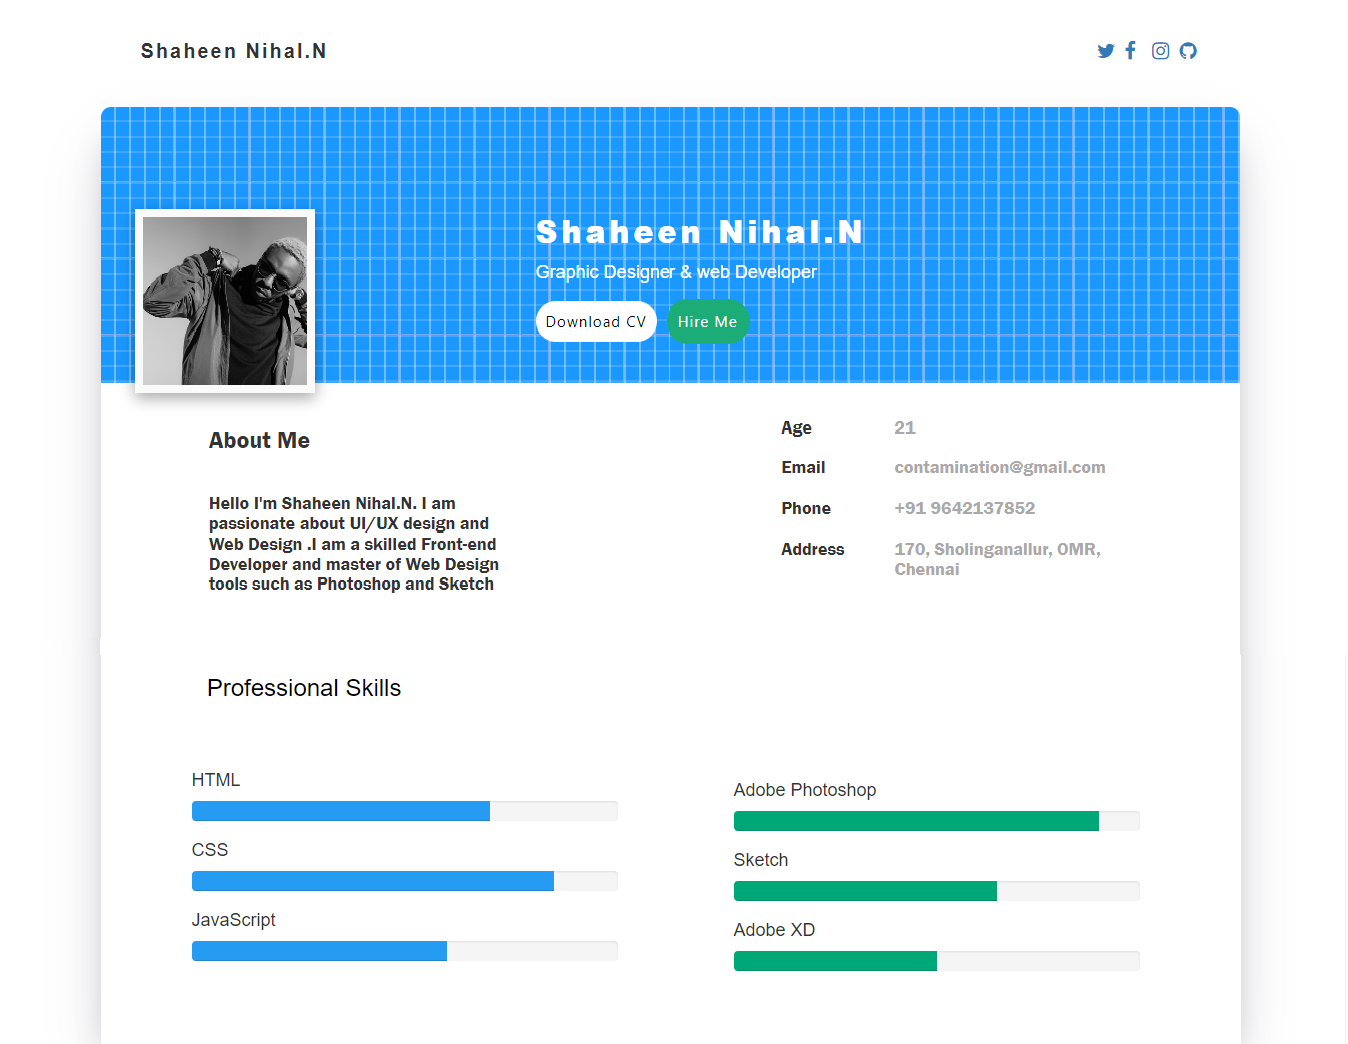 Shaheen Nihal.N
Shaheen Nihal.N
Graphic Designer & web Developer
Download CV
Hire Me
About Me
Hello I'm Shaheen Nihal.N. I am
passionate about UI/UX design and
Web Design .I am a skilled Front-end
Developer and master of Web Design
tools such as Photoshop and Sketch
Age 21
Email contamination@gmail.com
Phone +91 9642137852
Address 170, Sholinganallur, OMR,
Chennai
Professional Skills
HTML
CSS
JavaScript
Adobe Photoshop
Sketch
Adobe XD